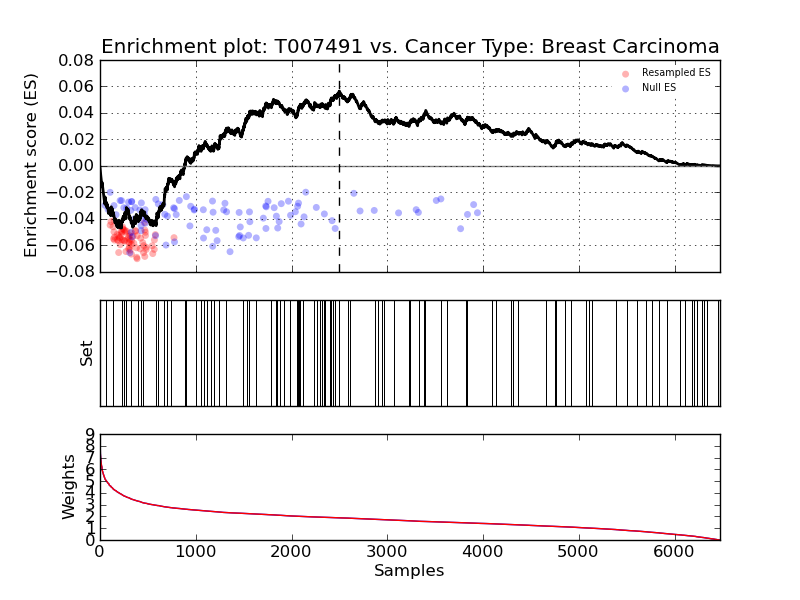 Enrichment plot: T007491 vs. Cancer Type: Breast Carcinoma
Enrichment score (ES)
0.08
0.06
0.04
0.02
0.00
−0.02
−0.04
−0.06
−0.08
Resampled ES
Null ES
Set
Weights
9
8
7
6
5
4
3
2
1
0
0 1000 2000 3000 4000 5000 6000
Samples